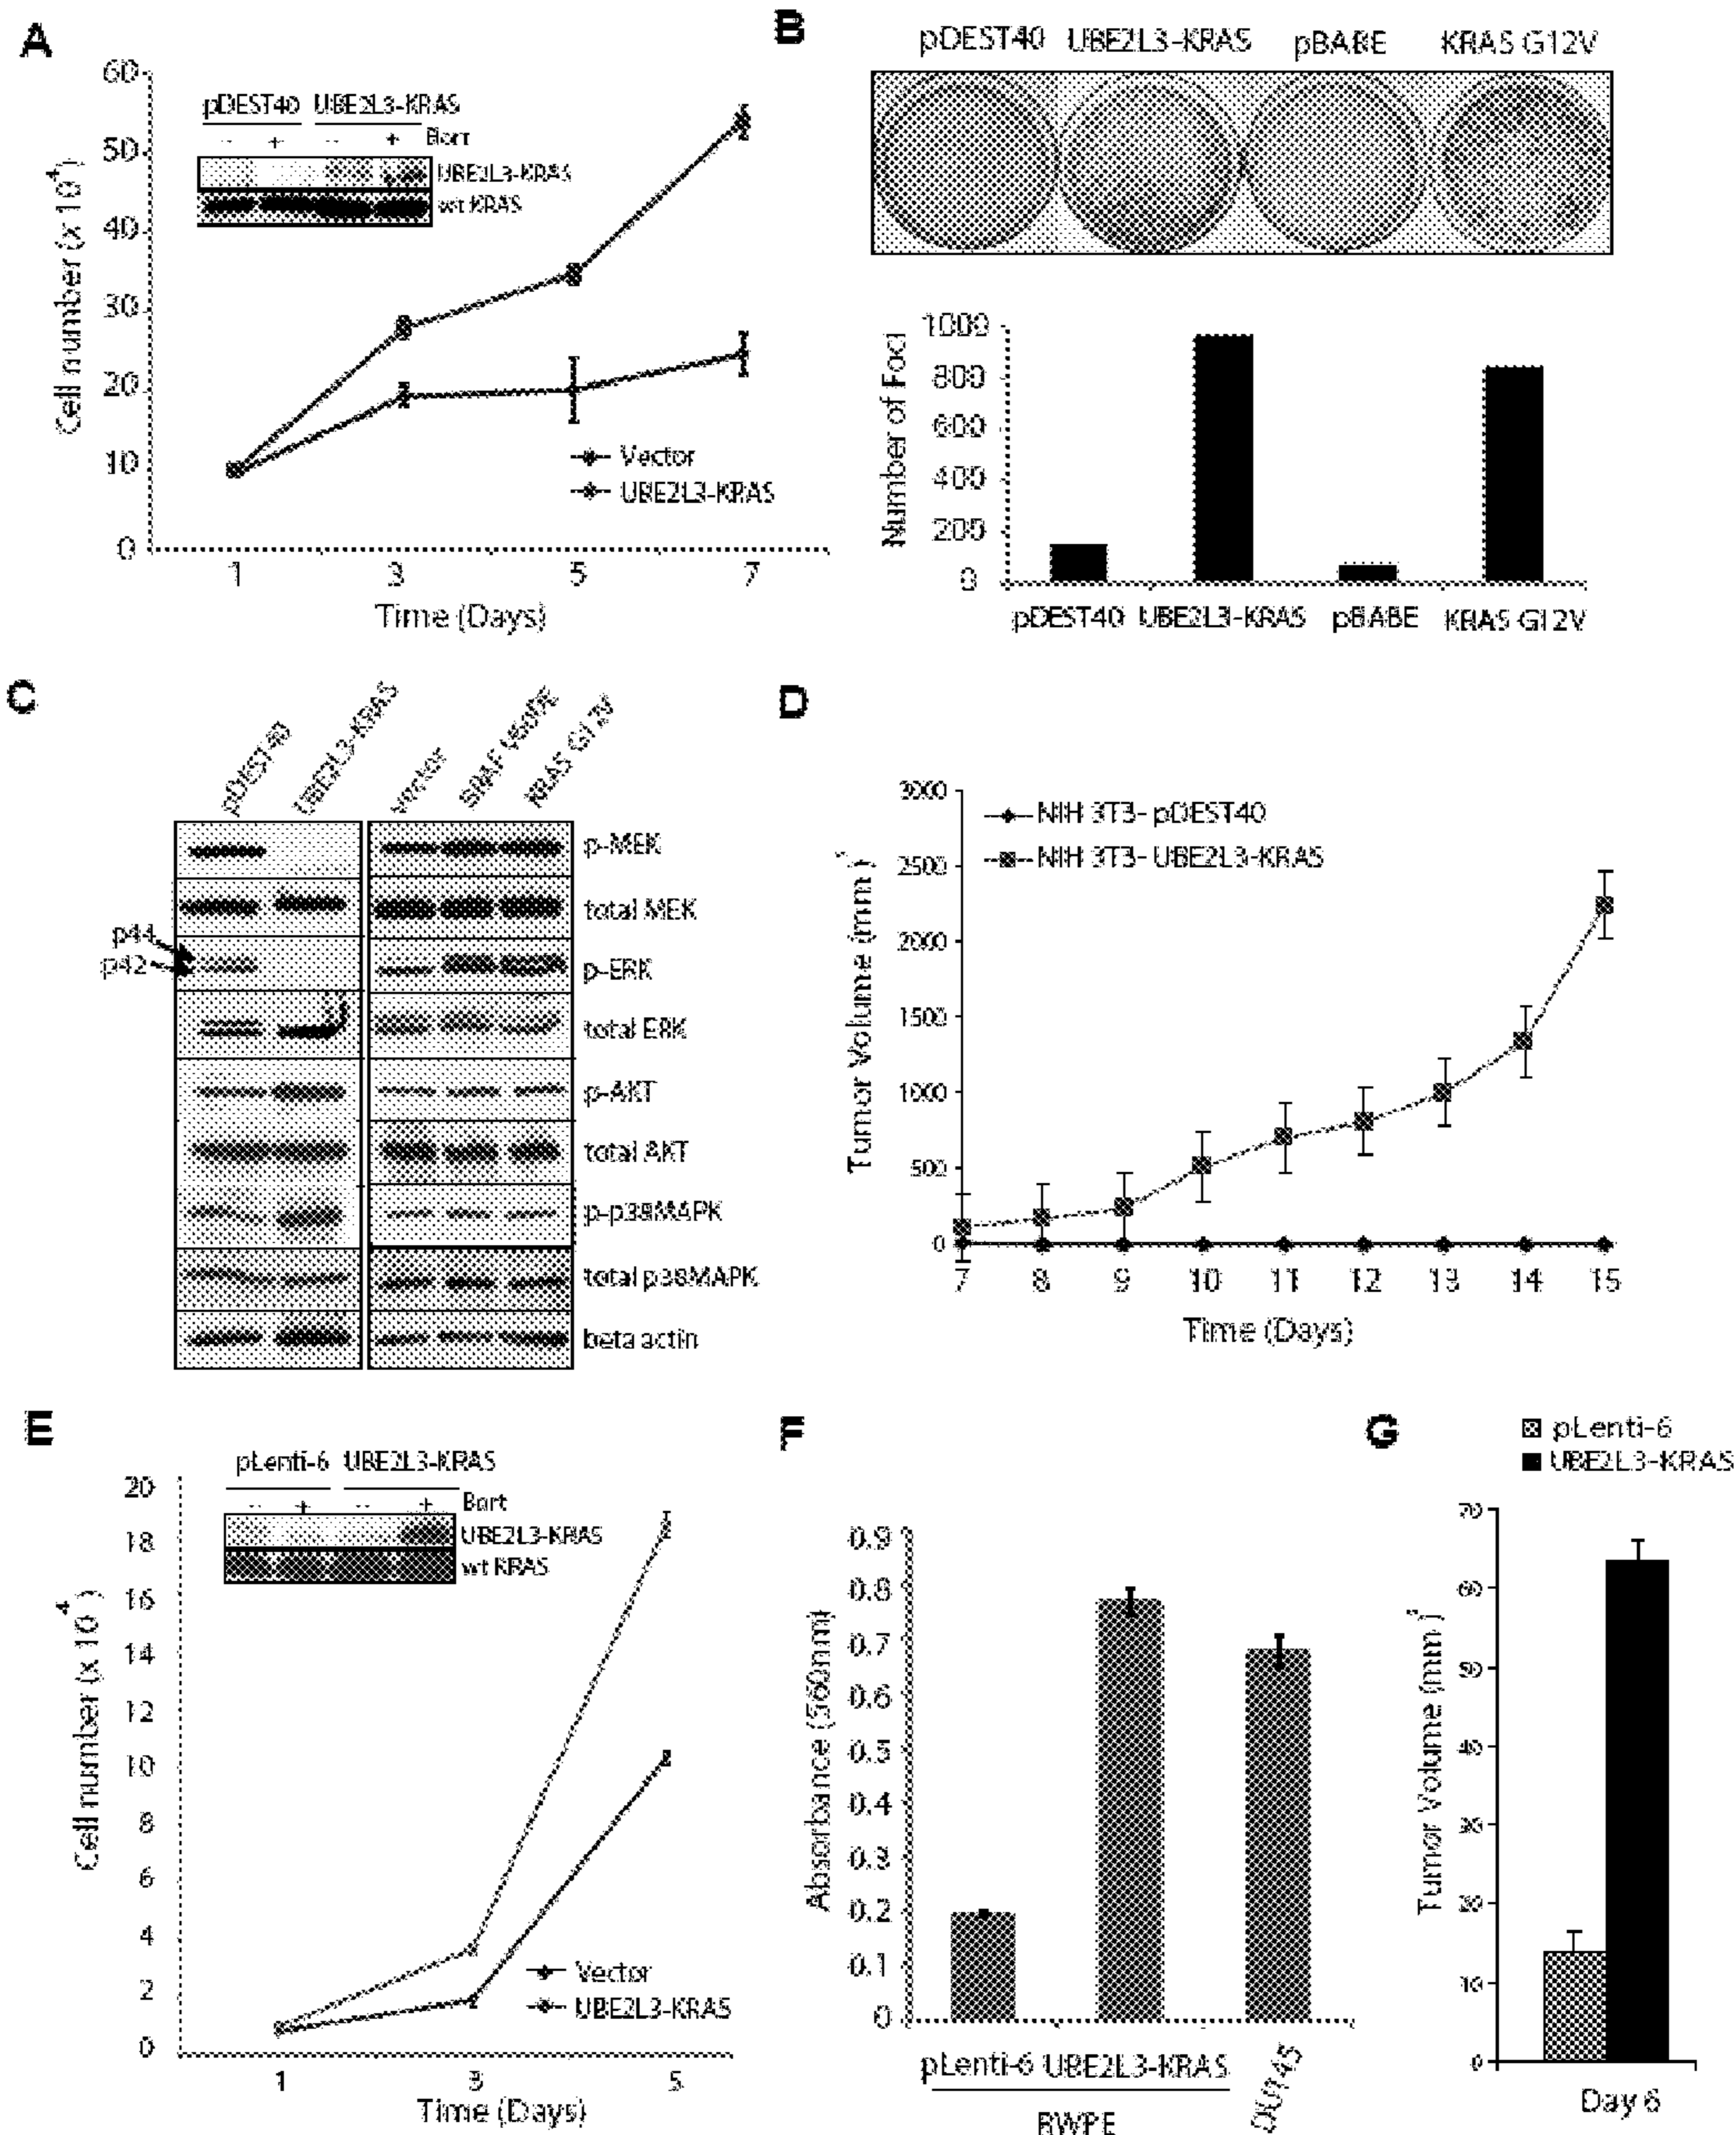 A
60
50
40
30
20
10
0
Cell number (x 10⁴)
pDEST40 UBE2L3-KRAS
- + - + Bort
UBE2L3-KRAS
wt KRAS
Vector
UBE2L3-KRAS
1 3 5 7
Time (Days)
B
pDEST40 UBE2L3-KRAS pBABE KRAS G12V
1000
800
600
400
200
0
Number of Foci
pDEST40 UBE2L3-KRAS pBABE KRAS G12V
C
pDEST40 UBE2L3-KRAS vector BRAF V600E KRAS G12V
p-MEK
total MEK
p44
p42
p-ERK
total ERK
p-AKT
total AKT
p-p38MAPK
total p38MAPK
beta actin
D
3000
2500
2000
1500
1000
500
0
Tumor Volume (mm³)
NIH 3T3- pDEST40
NIH 3T3- UBE2L3-KRAS
7 8 9 10 11 12 13 14 15
Time (Days)
E
20
18
16
14
12
10
8
6
4
2
0
Cell number (x 10⁴)
pLenti-6 UBE2L3-KRAS
- + - + Bort
UBE2L3-KRAS
wt KRAS
Vector
UBE2L3-KRAS
1 3 5
Time (Days)
F
0.9
0.8
0.7
0.6
0.5
0.4
0.3
0.2
0.1
0
Absorbance (560nm)
pLenti-6 UBE2L3-KRAS DU145
RWPE
G
pLenti-6
UBE2L3-KRAS
70
60
50
40
30
20
10
0
Tumor Volume (mm³)
Day 6